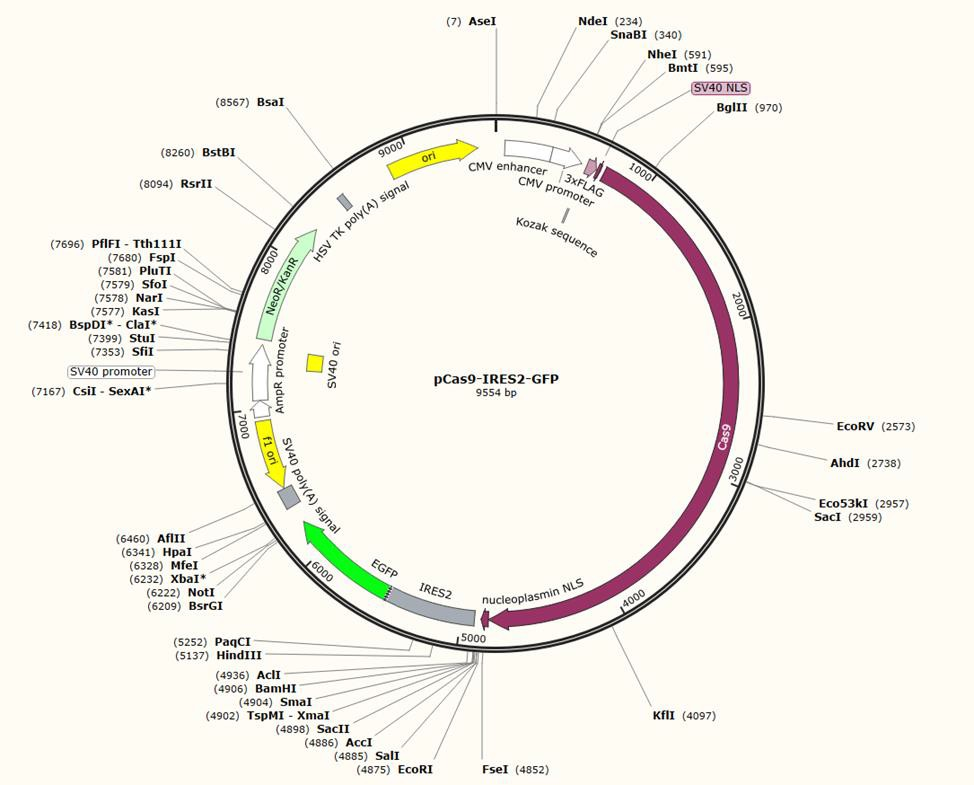 (7) AseI
NdeI (234)
SnaBI (340)
NheI (591)
BmtI (595)
SV40 NLS
BglII (970)
(8567) BsaI
(8260) BstBI
(8094) RsrII
(7696) PflFI - Tth111I
(7680) FspI
(7581) PluTI
(7579) SfoI
(7578) NarI
(7577) KasI
(7418) BspDI* - ClaI*
(7399) StuI
(7353) SfiI
SV40 promoter
(7167) CsiI - SexAI*
9000
ori
CMV enhancer
CMV promoter
3xFLAG
Kozak sequence
1000
HSV TK poly(A) signal
8000
NeoR/KanR
2000
AmpR promoter
SV40 ori
pCas9-IRES2-GFP
9554 bp
7000
f1 ori
SV40 poly(A) signal
Cas9
3000
EcoRV (2573)
AhdI (2738)
Eco53kI (2957)
SacI (2959)
(6460) AflII
(6341) HpaI
(6328) MfeI
(6232) XbaI*
(6222) NotI
(6209) BsrGI
6000
EGFP
IRES2
nucleoplasmin NLS
4000
5000
(5252) PaqCI
(5137) HindIII
(4936) AclI
(4906) BamHI
(4904) SmaI
(4902) TspMI - XmaI
(4898) SacII
(4886) AccI
(4885) SalI
(4875) EcoRI
FseI (4852)
KflI (4097)